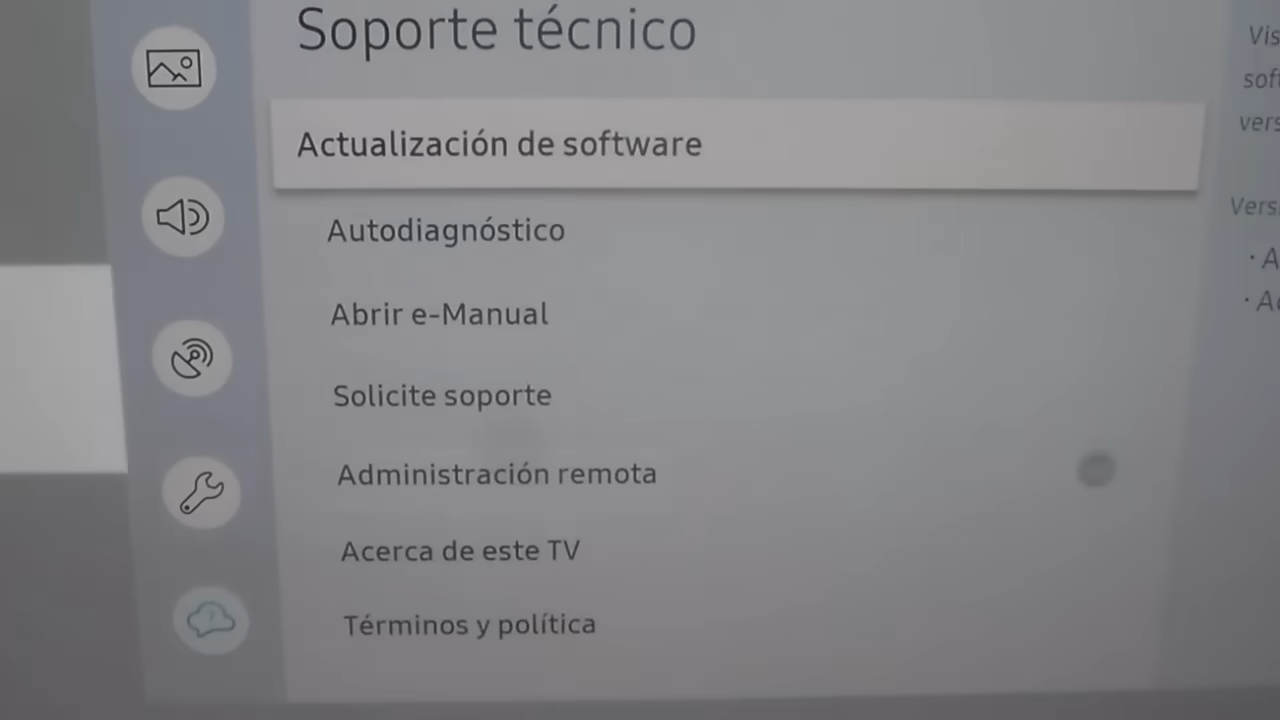 Soporte técnico
Actualización de software
Autodiagnóstico
Abrir e-Manual
Solicite soporte
Administración remota
Acerca de este TV
Términos y política